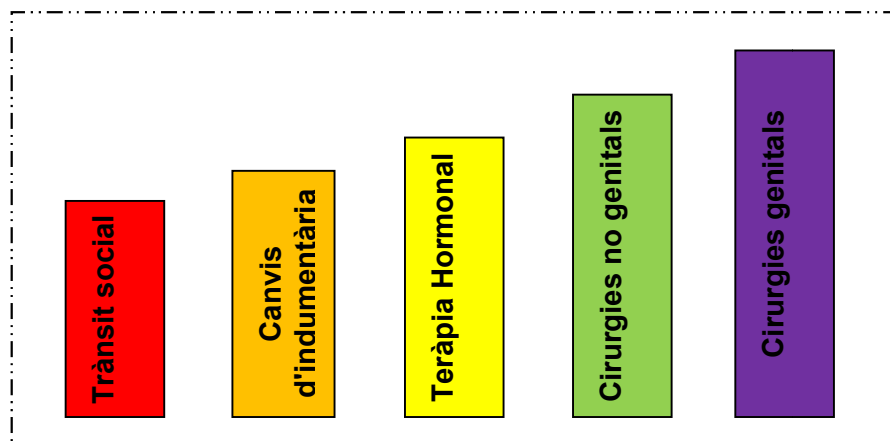 Trànsit social
Canvis
d'indumentària
Teràpia Hormonal
Cirurgies no genitals
Cirurgies genitals